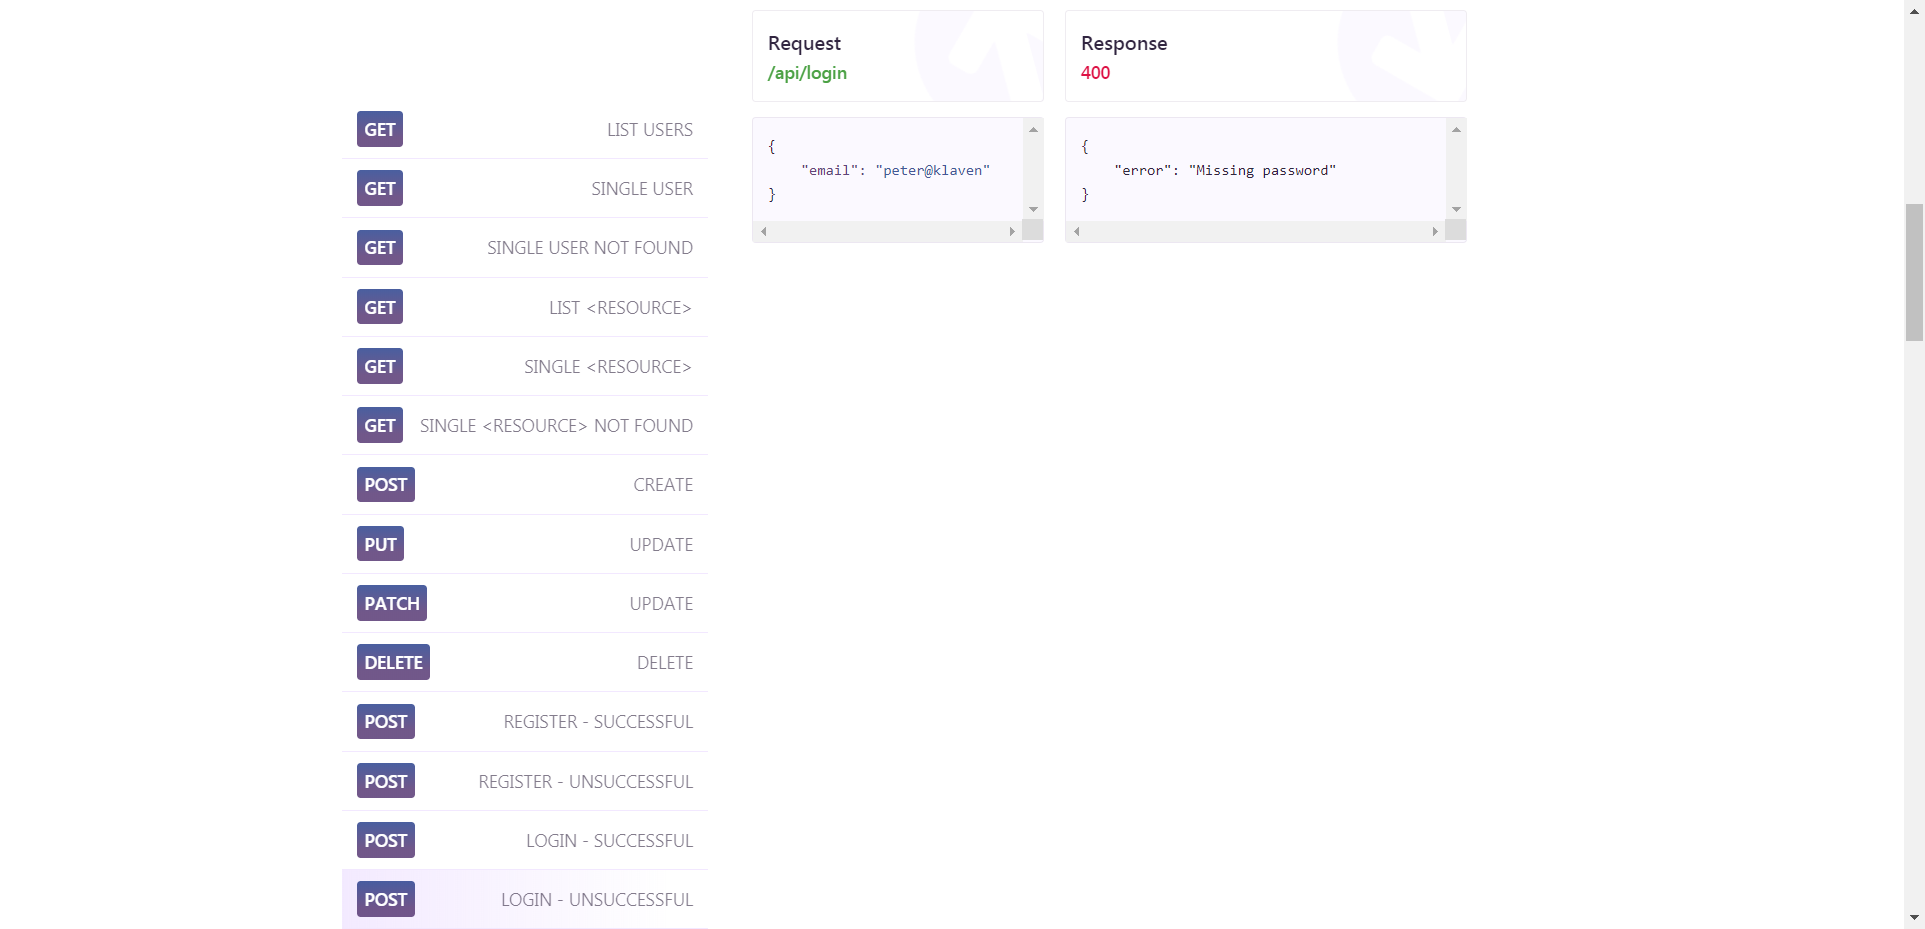 Request
/api/login
Response
400
{
"email": "peter@klaven"
}
{
"error": "Missing password"
}
GET LIST USERS
GET SINGLE USER
GET SINGLE USER NOT FOUND
GET LIST <RESOURCE>
GET SINGLE <RESOURCE>
GET SINGLE <RESOURCE> NOT FOUND
POST CREATE
PUT UPDATE
PATCH UPDATE
DELETE DELETE
POST REGISTER - SUCCESSFUL
POST REGISTER - UNSUCCESSFUL
POST LOGIN - SUCCESSFUL
POST LOGIN - UNSUCCESSFUL